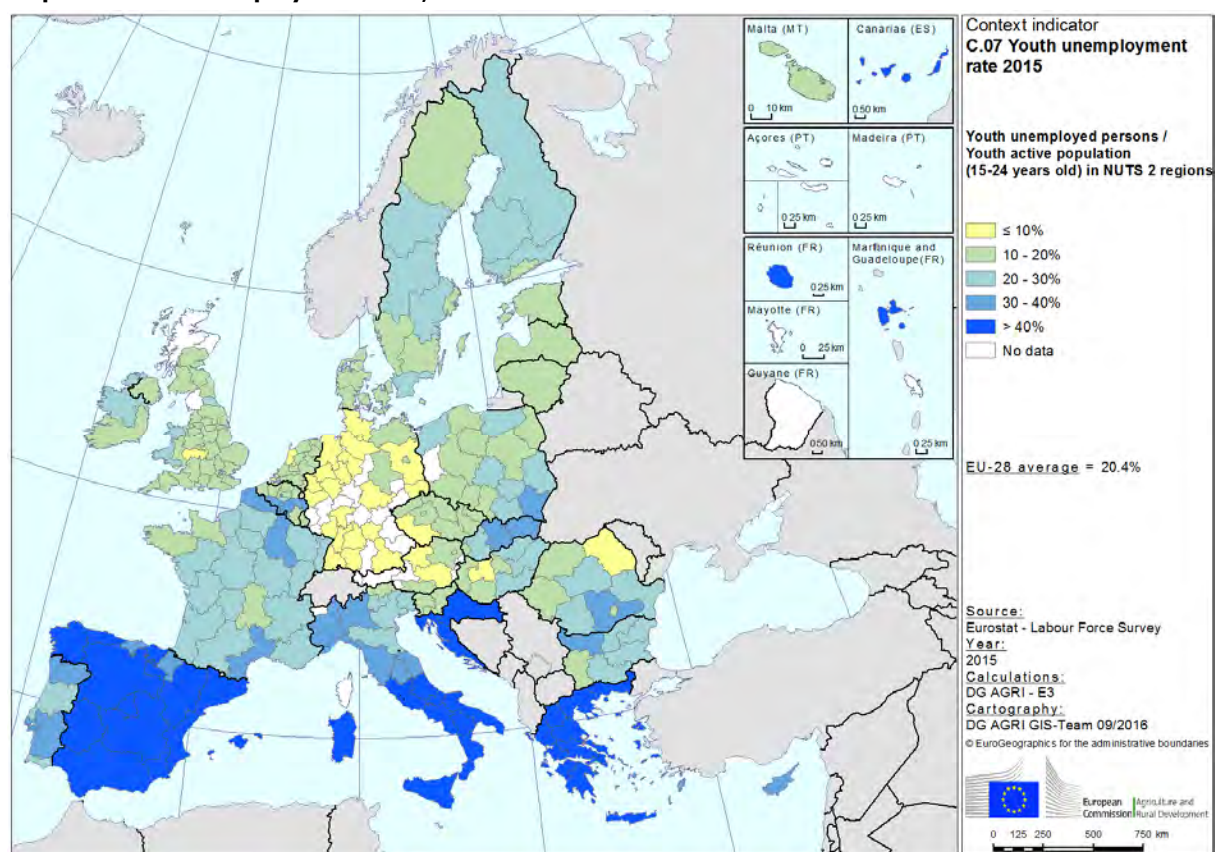 Malta (MT)
Canarias (ES)
0 10 km
0 50 km
Açores (PT)
Madeira (PT)
0 25 km
0 25 km
Réunion (FR)
Martinique and
Guadeloupe(FR)
0 25 km
Mayotte (FR)
0 25 km
Guyane (FR)
0 50 km
0 25 km
Context indicator
C.07 Youth unemployment
rate 2015
Youth unemployed persons /
Youth active population
(15-24 years old) in NUTS 2 regions
≤ 10%
10 - 20%
20 - 30%
30 - 40%
> 40%
No data
EU-28 average = 20.4%
Source:
Eurostat - Labour Force Survey
Year:
2015
Calculations:
DG AGRI - E3
Cartography:
DG AGRI GIS-Team 09/2016
© EuroGeographics for the administrative boundaries
European
Commission
Agriculture and
Rural Development
0 125 250 500 750 km